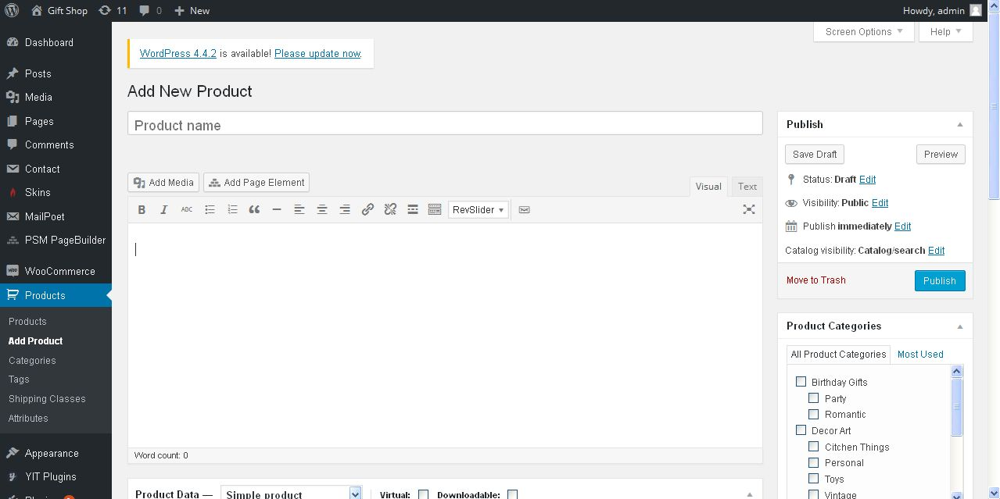 Gift Shop 11 0 New Howdy, admin
Screen Options Help
WordPress 4.4.2 is available! Please update now.
Dashboard
Posts
Media
Pages
Comments
Contact
Skins
MailPoet
PSM PageBuilder
WooCommerce
Products
Products
Add Product
Categories
Tags
Shipping Classes
Attributes
Appearance
YIT Plugins
Add New Product
Product name
Add Media Add Page Element
Visual Text
B I ABC RevSlider
Word count: 0
Product Data — Simple product Virtual: Downloadable:
Publish
Save Draft Preview
Status: Draft Edit
Visibility: Public Edit
Publish immediately Edit
Catalog visibility: Catalog/search Edit
Move to Trash Publish
Product Categories
All Product Categories Most Used
Birthday Gifts
Party
Romantic
Decor Art
Citchen Things
Personal
Toys
Vintage